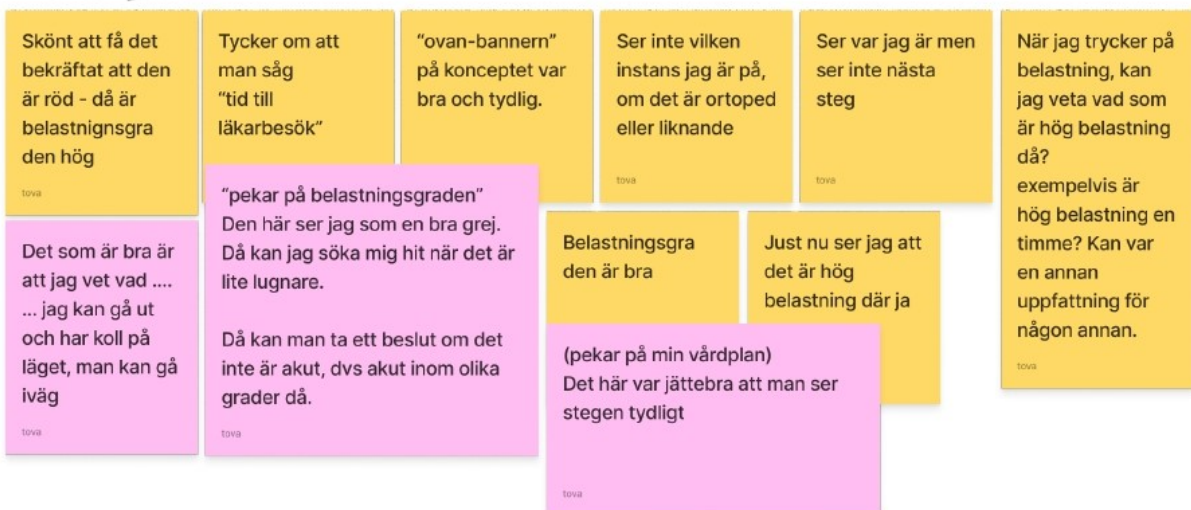 Skönt att få det
bekräftat att den
är röd - då är
belastnignsgra
den hög
tova
Tycker om att
man såg
"tid till
läkarbesök"
"ovan-bannern"
på konceptet var
bra och tydlig.
Ser inte vilken
instans jag är på,
om det är ortoped
eller liknande
tova
Ser var jag är men
ser inte nästa
steg
tova
När jag trycker på
belastning, kan
jag veta vad som
är hög belastning
då?
exempelvis är
hög belastning en
timme? Kan var
en annan
uppfattning för
någon annan.
tova
Det som är bra är
att jag vet vad ....
... jag kan gå ut
och har koll på
läget, man kan gå
iväg
tova
"pekar på belastningsgraden"
Den här ser jag som en bra grej.
Då kan jag söka mig hit när det är
lite lugnare.
Då kan man ta ett beslut om det
inte är akut, dvs akut inom olika
grader då.
tova
Belastningsgra
den är bra
Just nu ser jag att
det är hög
belastning där ja
(pekar på min vårdplan)
Det här var jättebra att man ser
stegen tydligt
tova